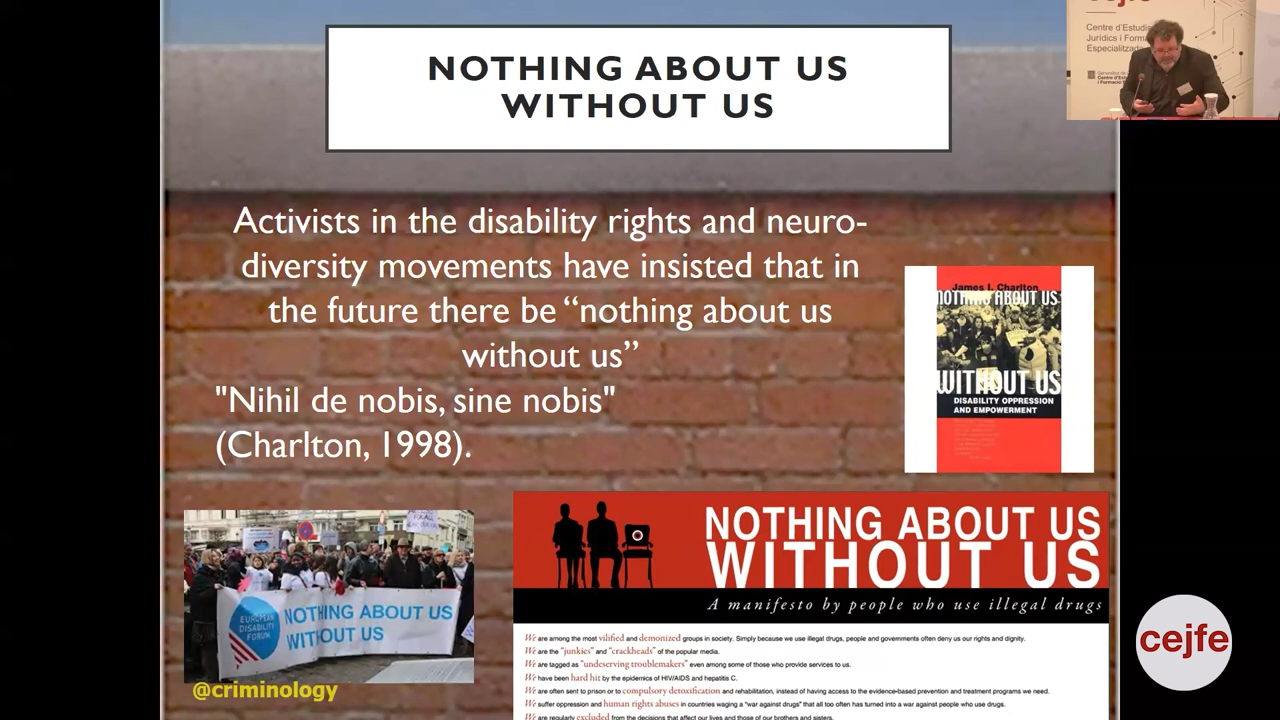 NOTHING ABOUT US
WITHOUT US
cejfe
Centre d'Estudis
Jurídics i Forma
Especialitzada
Activists in the disability rights and neuro-
diversity movements have insisted that in
the future there be “nothing about us
without us”
"Nihil de nobis, sine nobis"
(Charlton, 1998).
James I. Charlton
NOTHING ABOUT US
WITHOUT US
DISABILITY OPPRESSION
AND EMPOWERMENT
EUROPEAN
DISABILITY
FORUM
NOTHING ABOUT US
WITHOUT US
@criminology
NOTHING ABOUT US
WITHOUT US
A manifesto by people who use illegal drugs
We are among the most vilified and demonized groups in society. Simply because we use illegal drugs, people and governments often deny us our rights and dignity.
We are the “junkies” and “crackheads” of the popular media.
We are tagged as “undeserving troublemakers” even among some of those who provide services to us.
We have been hard hit by the epidemics of HIV/AIDS and hepatitis C.
We are often sent to prison or to compulsory detoxification and rehabilitation, instead of having access to the evidence-based prevention and treatment programs we need.
We suffer oppression and human rights abuses in countries waging a “war against drugs” that all too often has turned into a war against people who use drugs.
We are regularly excluded from the decisions that affect our lives and those of our brothers and sisters.
cejfe